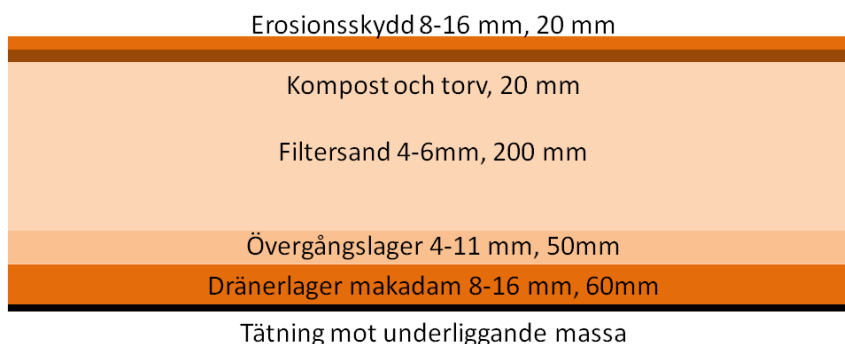 Erosionsskydd 8-16 mm, 20 mm
Kompost och torv, 20 mm
Filtersand 4-6mm, 200 mm
Övergångslager 4-11 mm, 50mm
Dränerlager makadam 8-16 mm, 60mm
Tätning mot underliggande massa